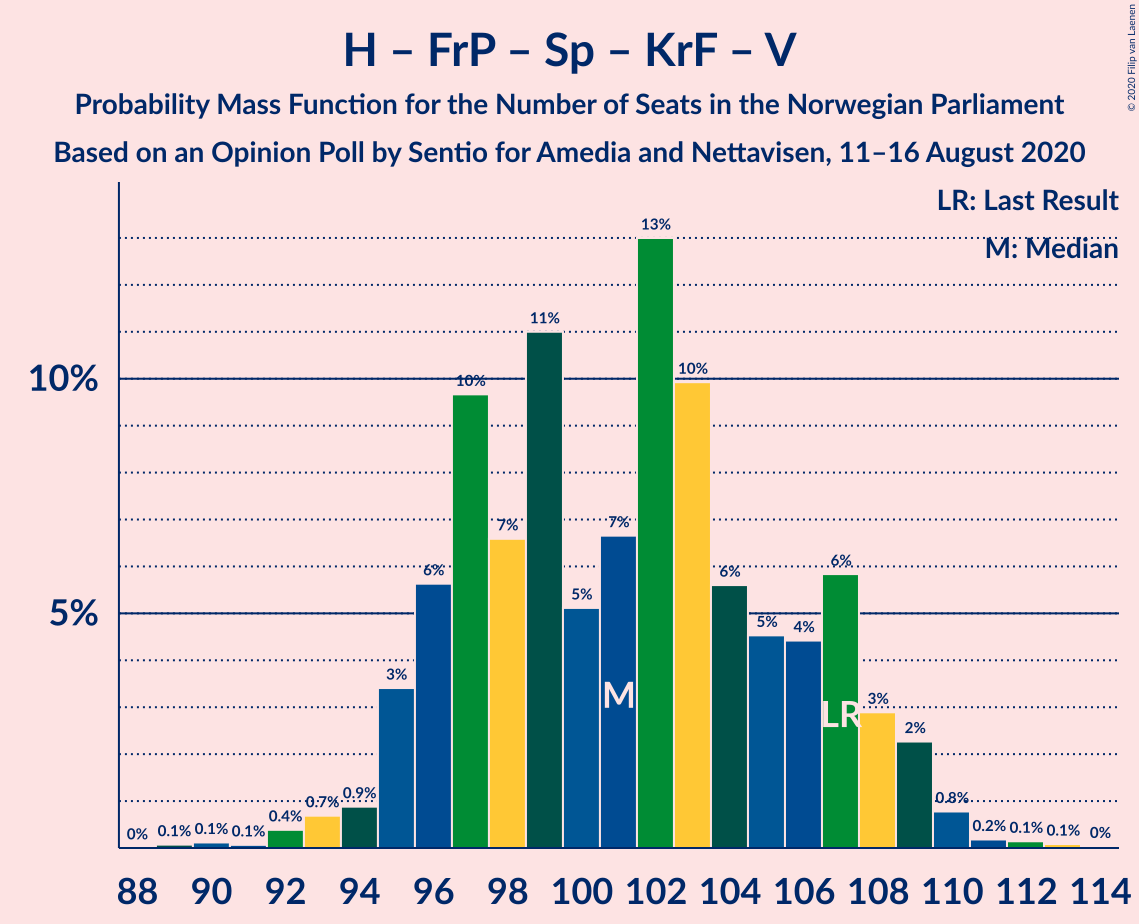 H – FrP – Sp – KrF – V
Probability Mass Function for the Number of Seats in the Norwegian Parliament
Based on an Opinion Poll by Sentio for Amedia and Nettavisen, 11–16 August 2020
© 2020 Filip van Laenen
LR: Last Result
M: Median
10%
5%
0% 0.1% 0.1% 0.1% 0.4% 0.7% 0.9% 3% 6% 10% 7% 11% 5% 7% 13% 10% 6% 5% 4% 6% 3% 2% 0.8% 0.2% 0.1% 0.1% 0%
M
LR
88 90 92 94 96 98 100 102 104 106 108 110 112 114